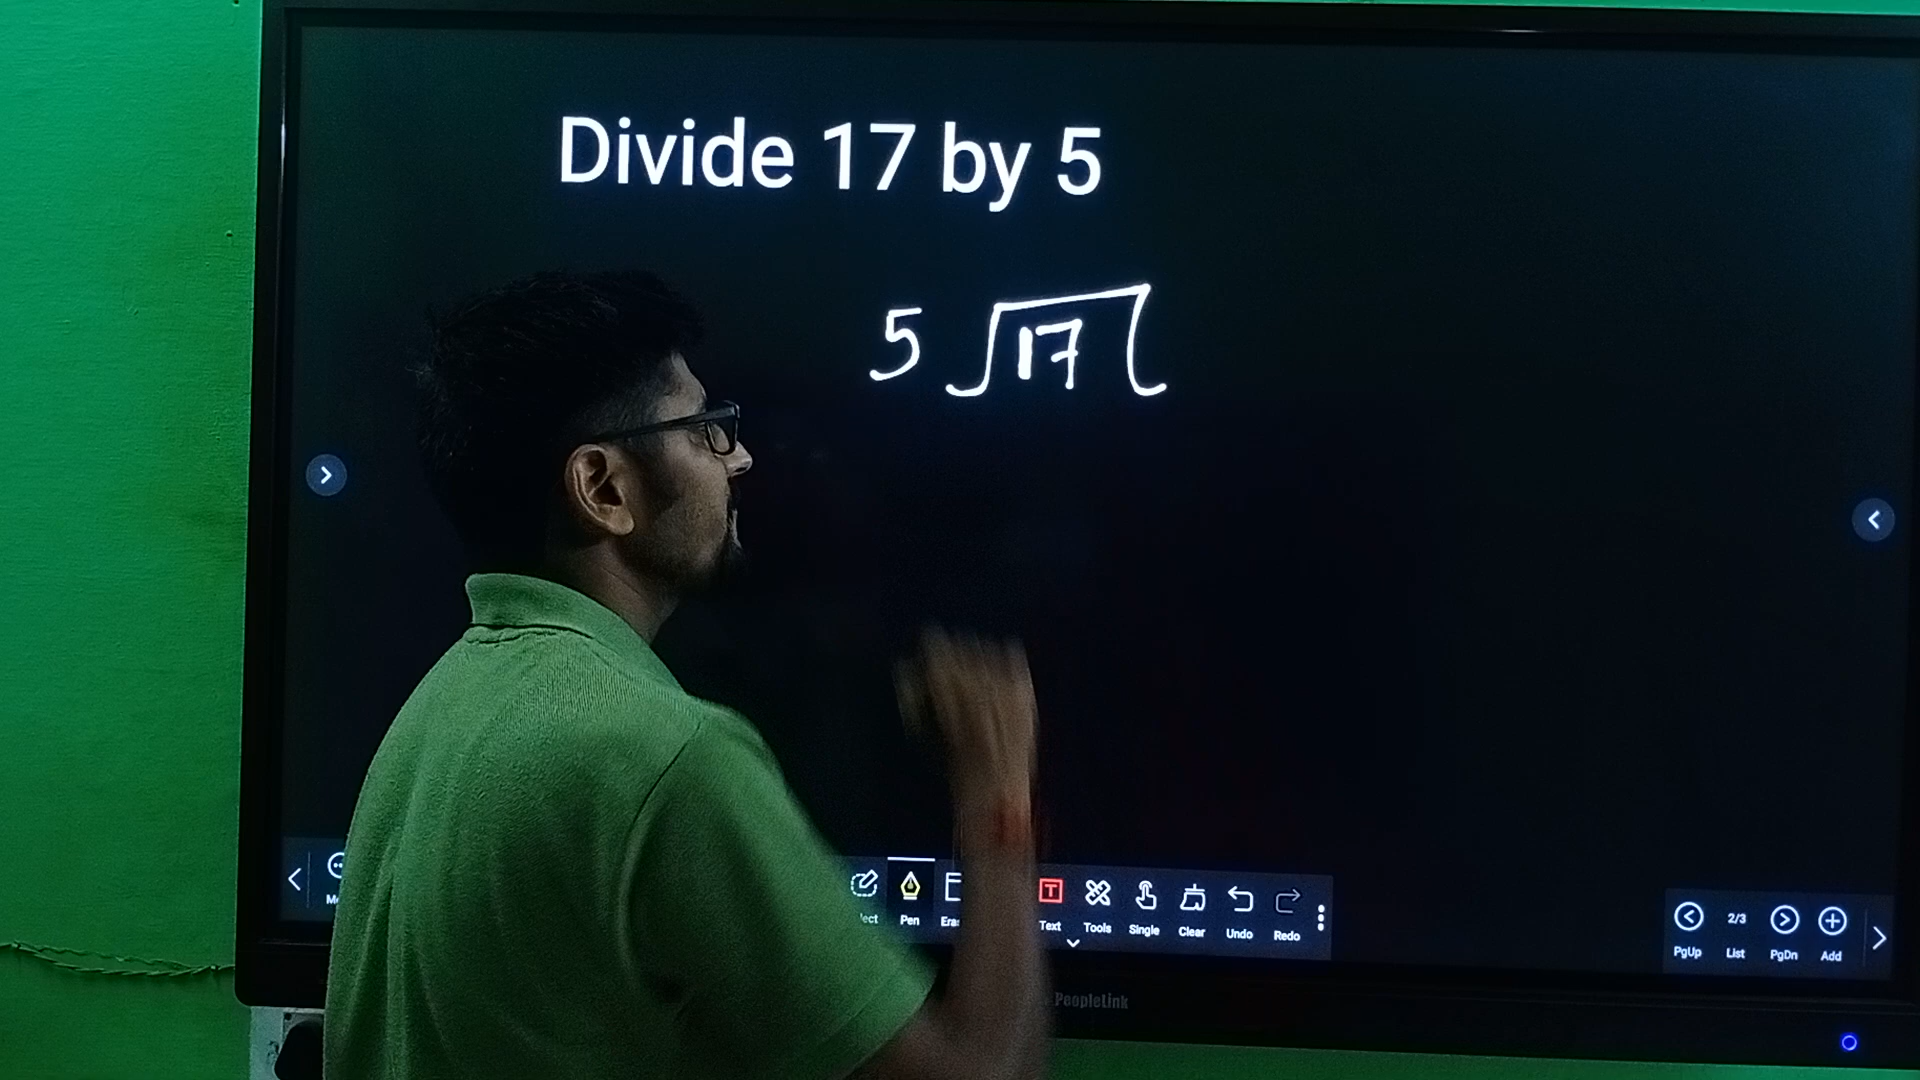 Divide 17 by 5
5 17
Pen
Text Tools Single Clear Undo Redo
2/3
PgUp List PgDn Add
PeopleLink